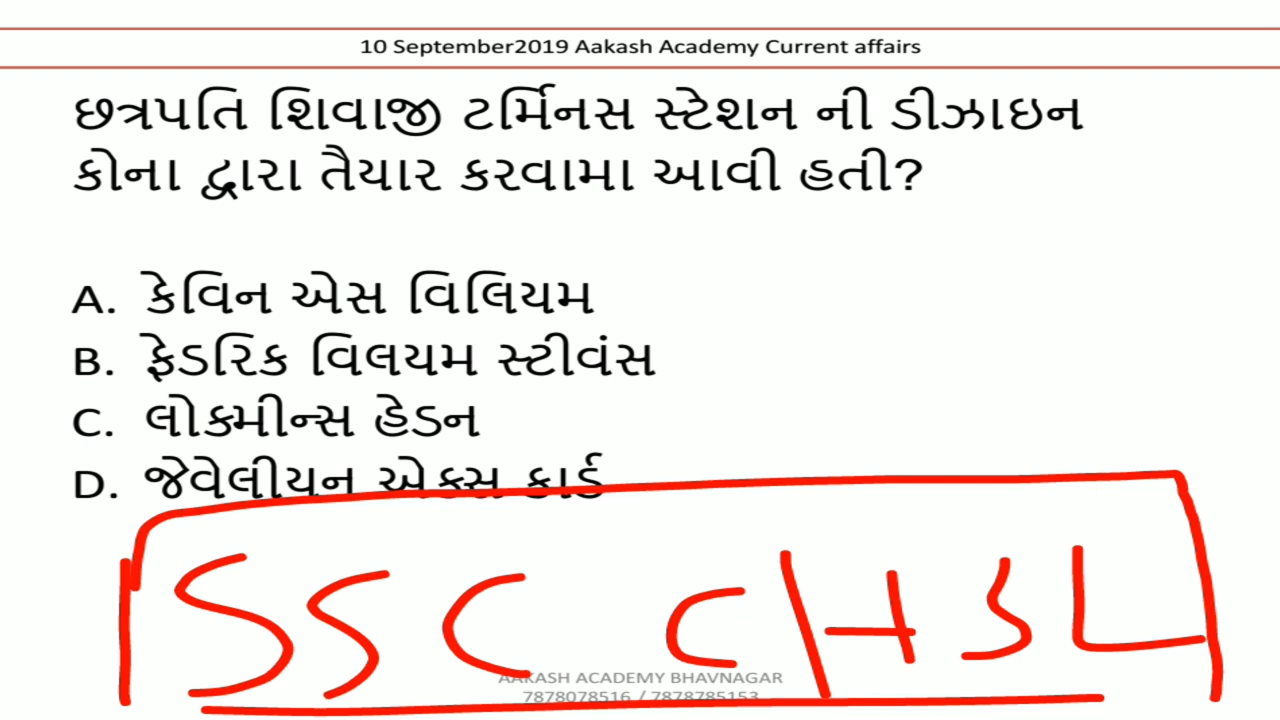 10 September2019 Aakash Academy Current affairs
છત્રપતિ શિવાજી ટર્મિનસ સ્ટેશન ની ડીઝાઇન
કોના દ્વારા તૈયાર કરવામા આવી હતી?
A. કેવિન એસ વિલિયમ
B. ફ્રેડરિક વિલયમ સ્ટીવંસ
C. લોકમીન્સ હેડન
D. જેવેલીયન એક્સ કાર્ડ
SSC CHSL
AAKASH ACADEMY BHAVNAGAR
7878078516 / 7878785153